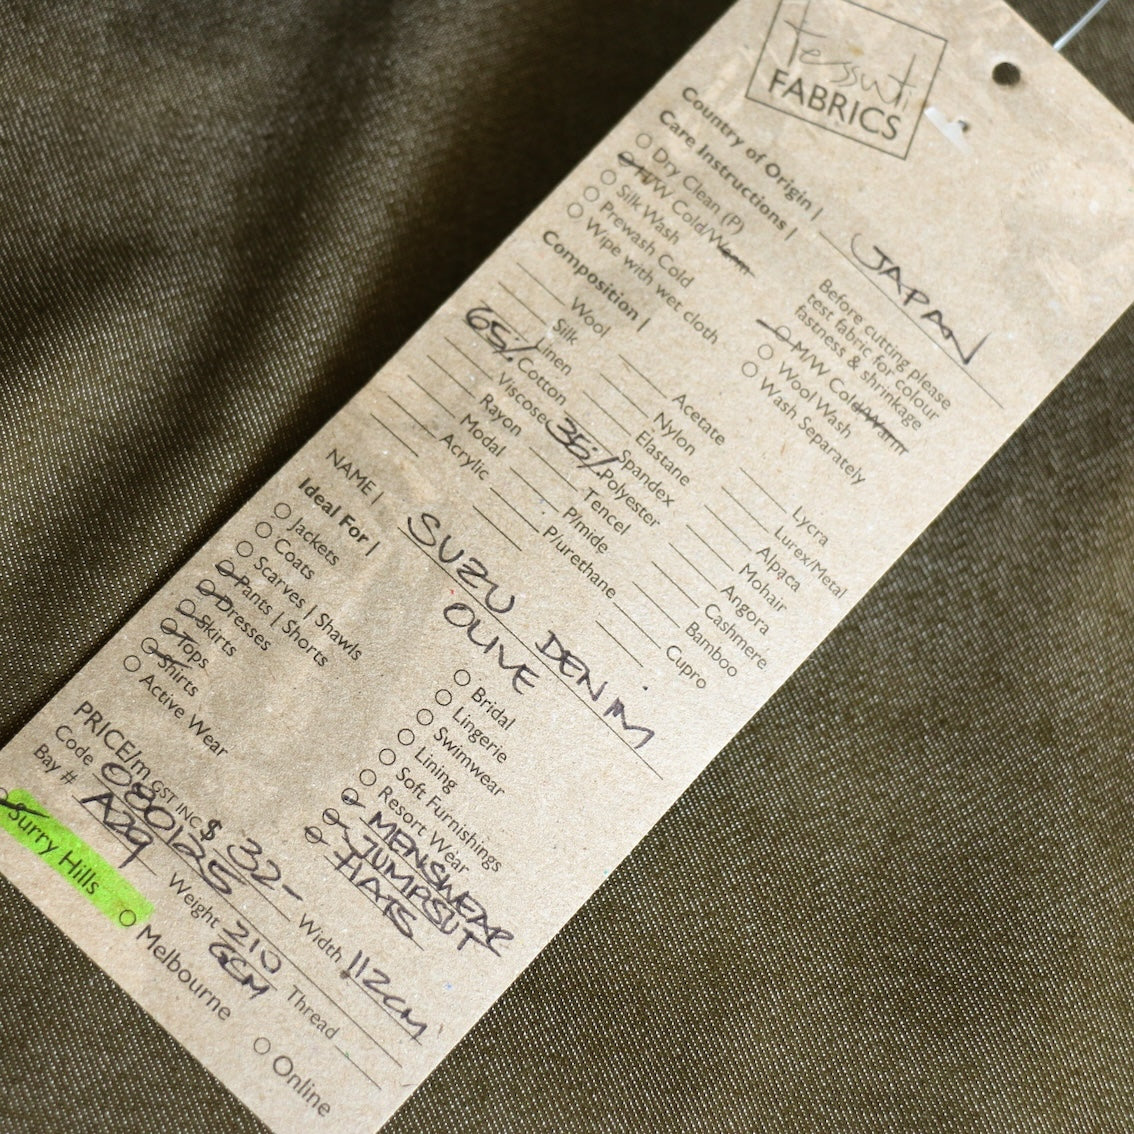 tessuti
FABRICS
Country of Origin | JAPAN
Care Instructions |
Dry Clean (P)
H/W Cold/Warm
Silk Wash
Prewash Cold
Wipe with wet cloth
Before cutting please
test fabric for colour
fastness & shrinkage
M/W Cold/Warm
Wool Wash
Wash Separately
Composition |
Wool
Silk
Linen
65% Cotton
Viscose
Rayon
Modal
Acrylic
Acetate
Nylon
Elastane
Spandex
35% Polyester
Tencel
P/mide
P/urethane
Lycra
Lurex/Metal
Alpaca
Mohair
Angora
Cashmere
Bamboo
Cupro
NAME | SUZU DENIM
OLIVE
Ideal For |
Jackets
Coats
Scarves | Shawls
Pants | Shorts
Dresses
Skirts
Tops
Shirts
Active Wear
Bridal
Lingerie
Swimwear
Lining
Soft Furnishings
Resort Wear
MENSWEAR
JUMPSUT
HATS
PRICE/m GST INC $ 32-
Code 080125
Width 112CM
Bay # A29
Weight 210
GCM
Thread
Surry Hills
Melbourne
Online